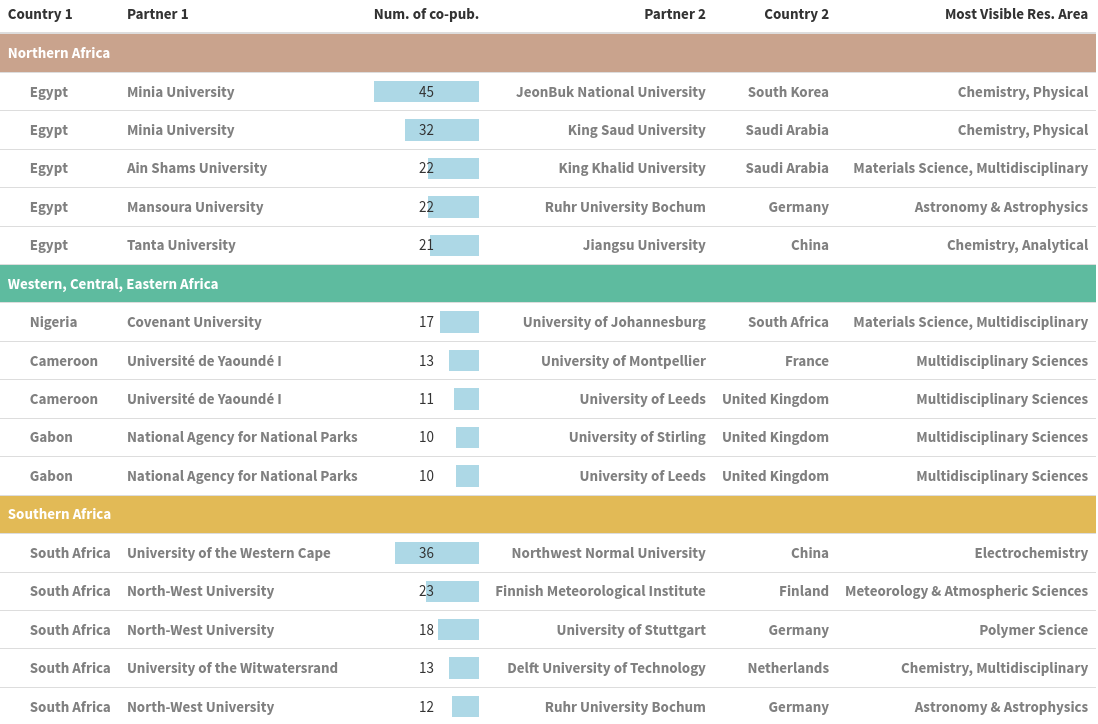 Country 1 Partner 1 Num. of co-pub. Partner 2 Country 2 Most Visible Res. Area
Northern Africa
Egypt Minia University 45 JeonBuk National University South Korea Chemistry, Physical
Egypt Minia University 32 King Saud University Saudi Arabia Chemistry, Physical
Egypt Ain Shams University 22 King Khalid University Saudi Arabia Materials Science, Multidisciplinary
Egypt Mansoura University 22 Ruhr University Bochum Germany Astronomy & Astrophysics
Egypt Tanta University 21 Jiangsu University China Chemistry, Analytical
Western, Central, Eastern Africa
Nigeria Covenant University 17 University of Johannesburg South Africa Materials Science, Multidisciplinary
Cameroon Université de Yaoundé I 13 University of Montpellier France Multidisciplinary Sciences
Cameroon Université de Yaoundé I 11 University of Leeds United Kingdom Multidisciplinary Sciences
Gabon National Agency for National Parks 10 University of Stirling United Kingdom Multidisciplinary Sciences
Gabon National Agency for National Parks 10 University of Leeds United Kingdom Multidisciplinary Sciences
Southern Africa
South Africa University of the Western Cape 36 Northwest Normal University China Electrochemistry
South Africa North-West University 23 Finnish Meteorological Institute Finland Meteorology & Atmospheric Sciences
South Africa North-West University 18 University of Stuttgart Germany Polymer Science
South Africa University of the Witwatersrand 13 Delft University of Technology Netherlands Chemistry, Multidisciplinary
South Africa North-West University 12 Ruhr University Bochum Germany Astronomy & Astrophysics